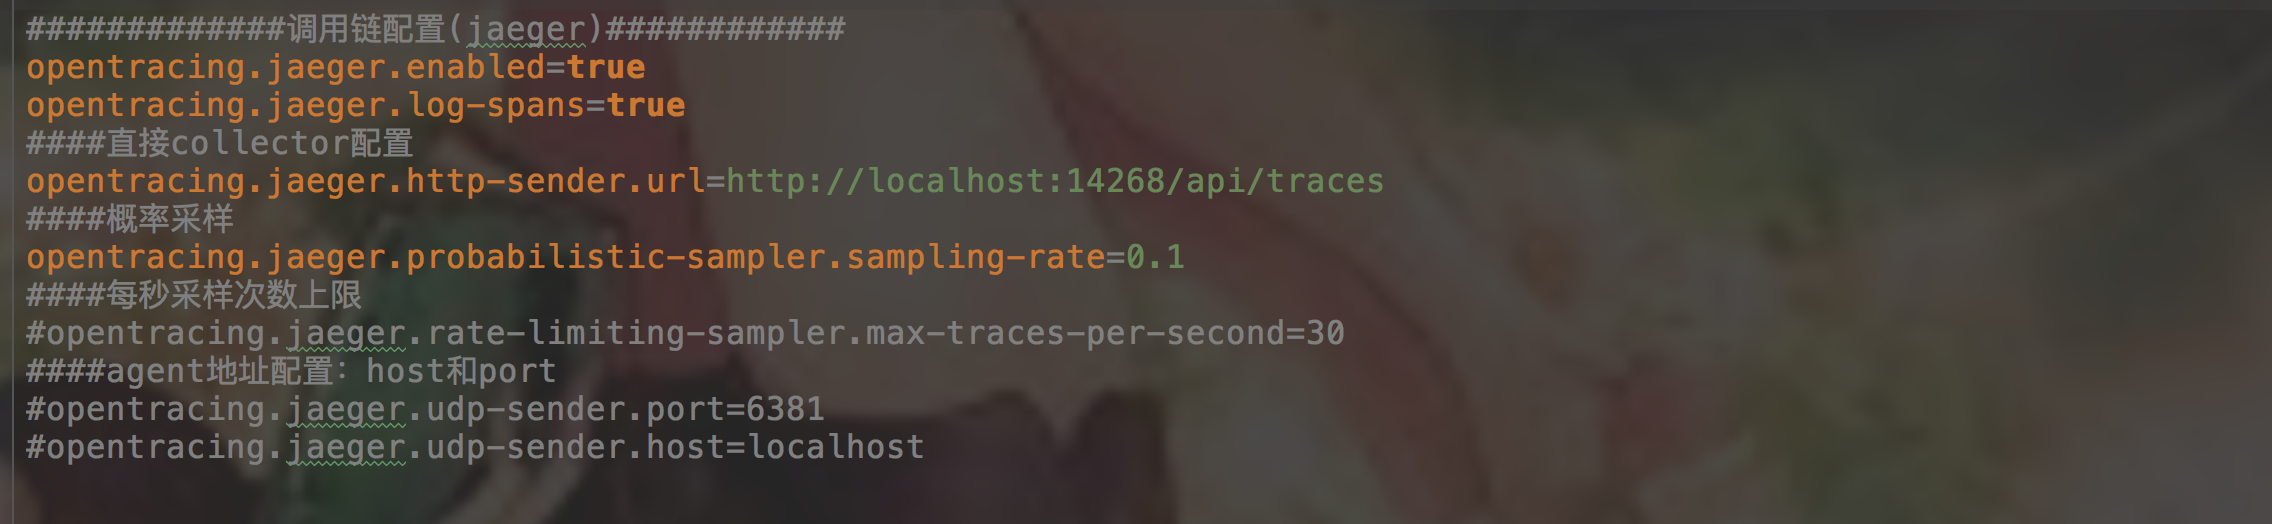 #############调用链配置(jaeger)############
opentracing.jaeger.enabled=true
opentracing.jaeger.log-spans=true
####直接collector配置
opentracing.jaeger.http-sender.url=http://localhost:14268/api/traces
####概率采样
opentracing.jaeger.probabilistic-sampler.sampling-rate=0.1
####每秒采样次数上限
#opentracing.jaeger.rate-limiting-sampler.max-traces-per-second=30
####agent地址配置：host和port
#opentracing.jaeger.udp-sender.port=6381
#opentracing.jaeger.udp-sender.host=localhost